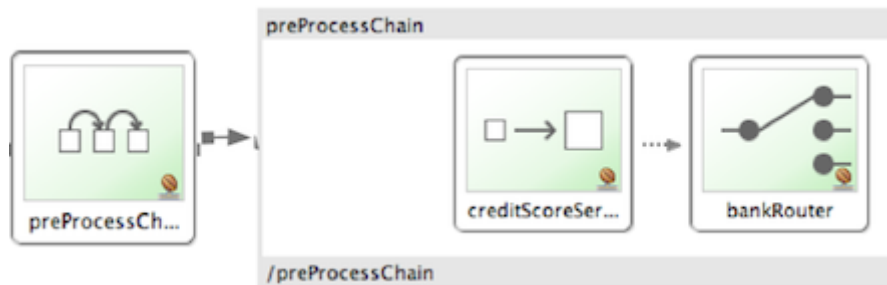 preProcessChain
preProcessCh...
creditScoreSer...
bankRouter
/preProcessChain